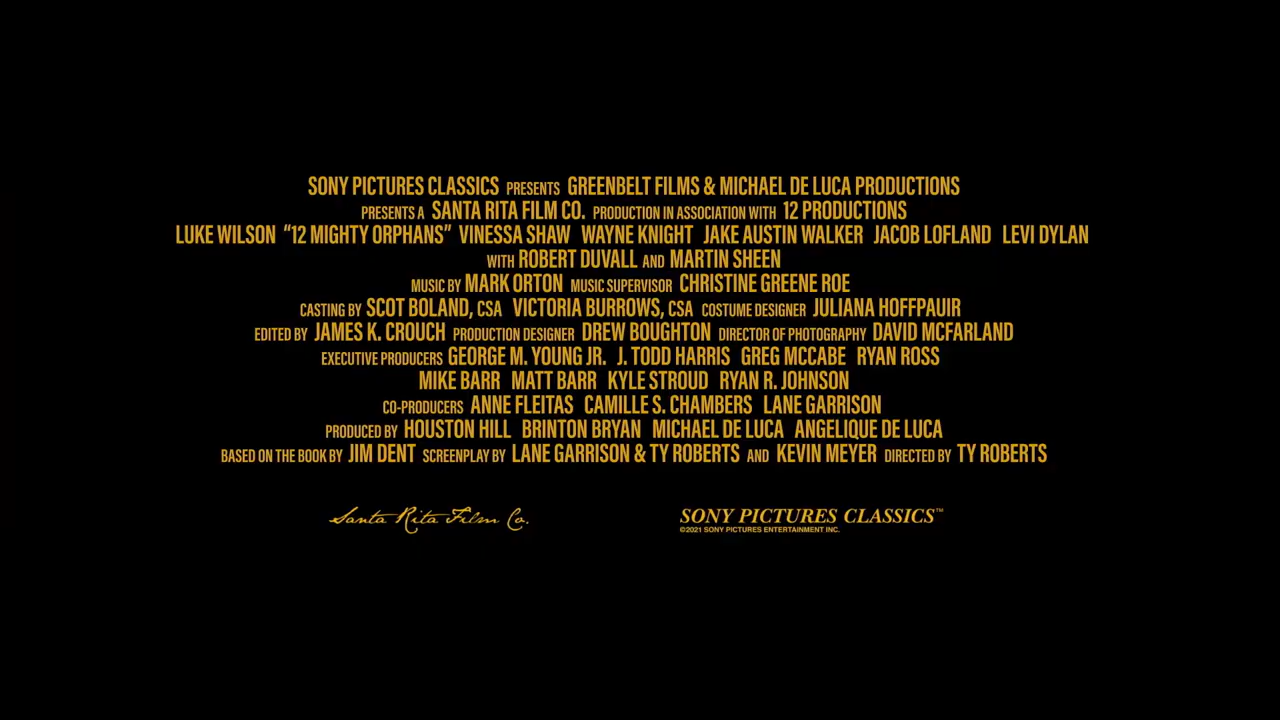 SONY PICTURES CLASSICS PRESENTS GREENBELT FILMS & MICHAEL DE LUCA PRODUCTIONS
PRESENTS A SANTA RITA FILM CO. PRODUCTION IN ASSOCIATION WITH 12 PRODUCTIONS
LUKE WILSON “12 MIGHTY ORPHANS” VINESSA SHAW WAYNE KNIGHT JAKE AUSTIN WALKER JACOB LOFLAND LEVI DYLAN
WITH ROBERT DUVALL AND MARTIN SHEEN
MUSIC BY MARK ORTON MUSIC SUPERVISOR CHRISTINE GREENE ROE
CASTING BY SCOT BOLAND, CSA VICTORIA BURROWS, CSA COSTUME DESIGNER JULIANA HOFFPAUIR
EDITED BY JAMES K. CROUCH PRODUCTION DESIGNER DREW BOUGHTON DIRECTOR OF PHOTOGRAPHY DAVID MCFARLAND
EXECUTIVE PRODUCERS GEORGE M. YOUNG JR. J. TODD HARRIS GREG MCCABE RYAN ROSS
MIKE BARR MATT BARR KYLE STROUD RYAN R. JOHNSON
CO-PRODUCERS ANNE FLEITAS CAMILLE S. CHAMBERS LANE GARRISON
PRODUCED BY HOUSTON HILL BRINTON BRYAN MICHAEL DE LUCA ANGELIQUE DE LUCA
BASED ON THE BOOK BY JIM DENT SCREENPLAY BY LANE GARRISON & TY ROBERTS AND KEVIN MEYER DIRECTED BY TY ROBERTS
Santa Rita Film Co.
SONY PICTURES CLASSICS™
©2021 SONY PICTURES ENTERTAINMENT INC.